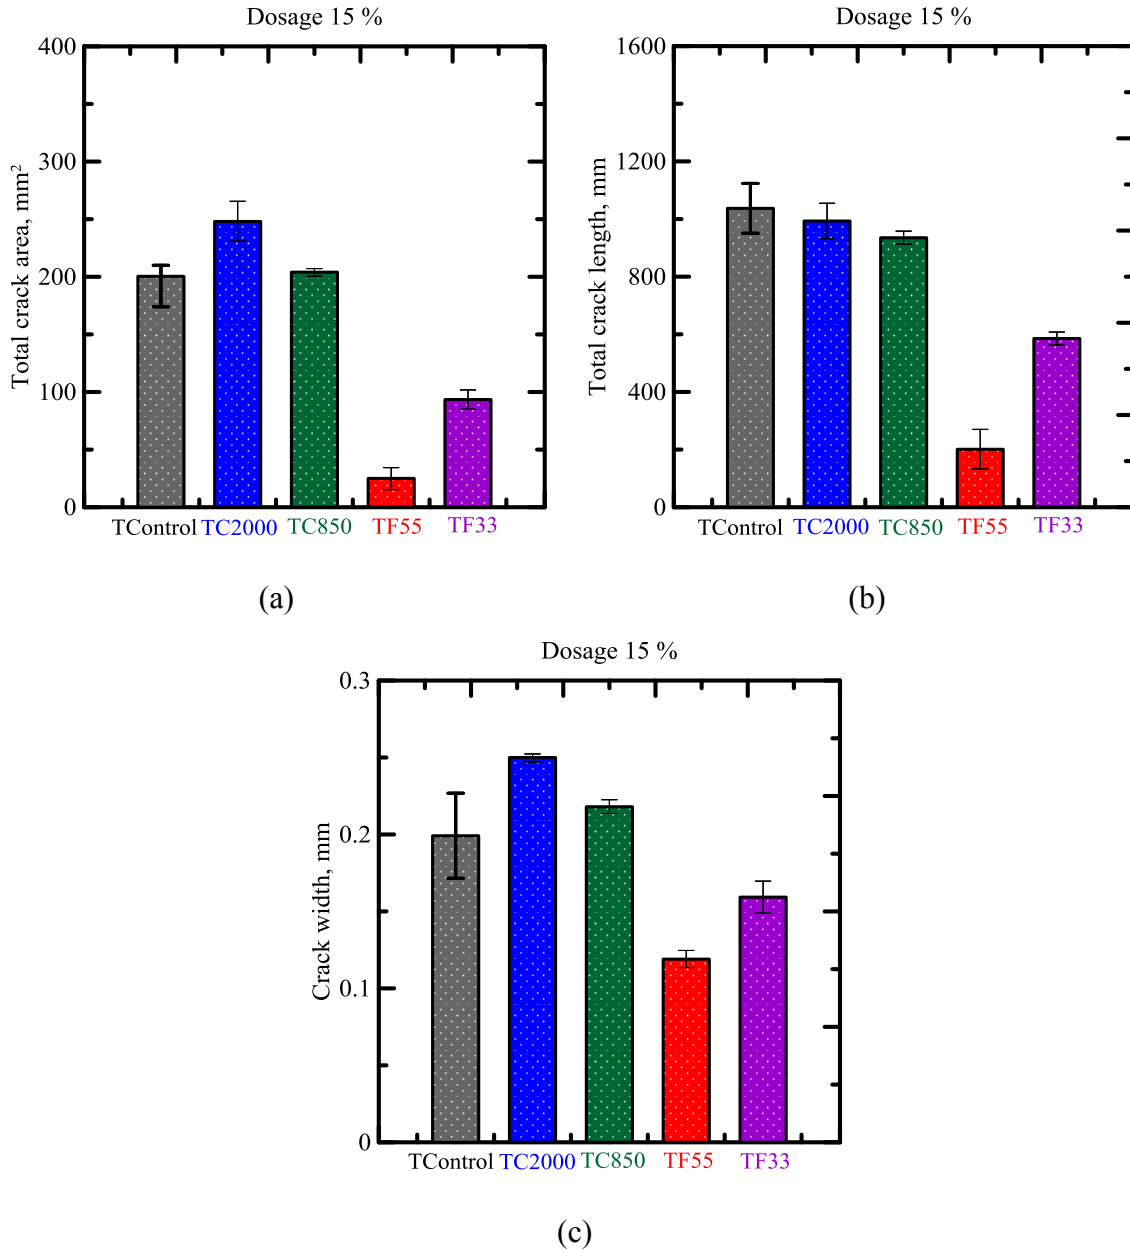 Dosage 15 %
Total crack area, mm²
400
300
200
100
0
TControl TC2000 TC850 TF55 TF33
(a)
Dosage 15 %
Total crack length, mm
1600
1200
800
400
0
TControl TC2000 TC850 TF55 TF33
(b)
Dosage 15 %
Crack width, mm
0.3
0.2
0.1
0
TControl TC2000 TC850 TF55 TF33
(c)